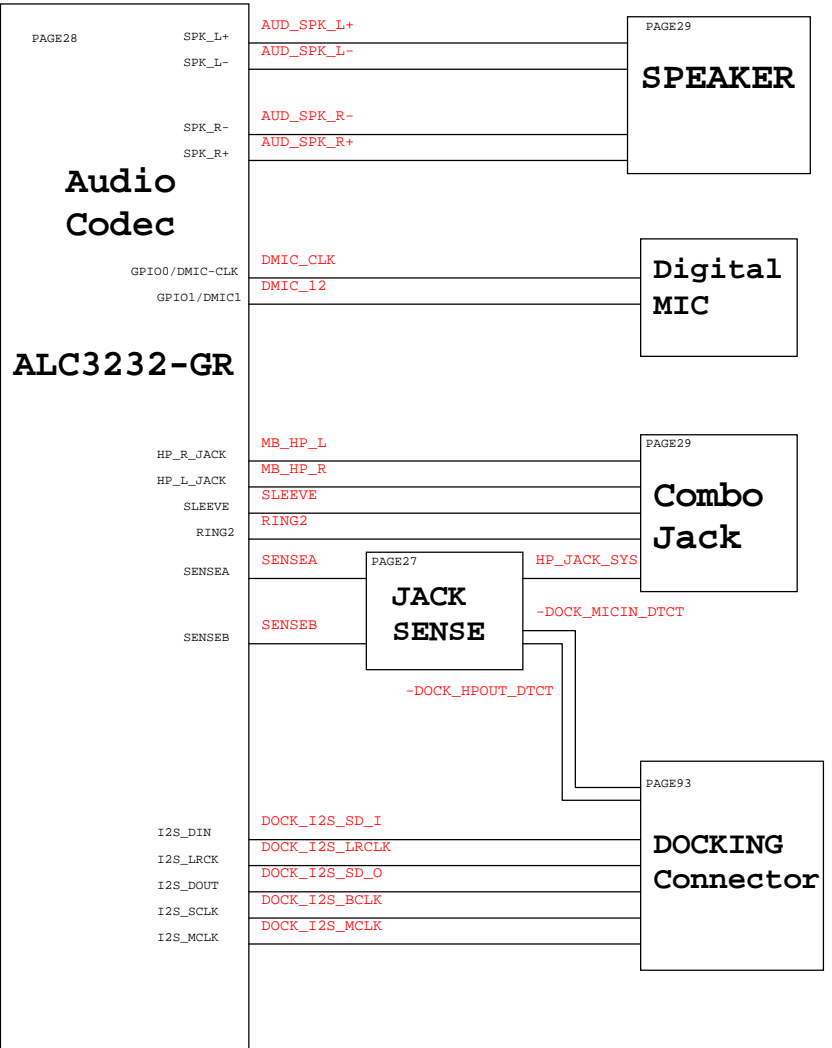 PAGE28
SPK_L+
AUD_SPK_L+
SPK_L-
AUD_SPK_L-
SPK_R-
AUD_SPK_R-
SPK_R+
AUD_SPK_R+
PAGE29
SPEAKER
Audio
Codec
GPIO0/DMIC-CLK
DMIC_CLK
GPIO1/DMIC1
DMIC_12
Digital
MIC
ALC3232-GR
HP_R_JACK
MB_HP_L
HP_L_JACK
MB_HP_R
SLEEVE
SLEEVE
RING2
RING2
PAGE29
Combo
Jack
SENSEA
SENSEA
PAGE27
JACK
SENSE
HP_JACK_SYS
SENSEB
SENSEB
-DOCK_MICIN_DTCT
-DOCK_HPOUT_DTCT
PAGE93
DOCKING
Connector
I2S_DIN
DOCK_I2S_SD_I
I2S_LRCK
DOCK_I2S_LRCLK
I2S_DOUT
DOCK_I2S_SD_O
I2S_SCLK
DOCK_I2S_BCLK
I2S_MCLK
DOCK_I2S_MCLK